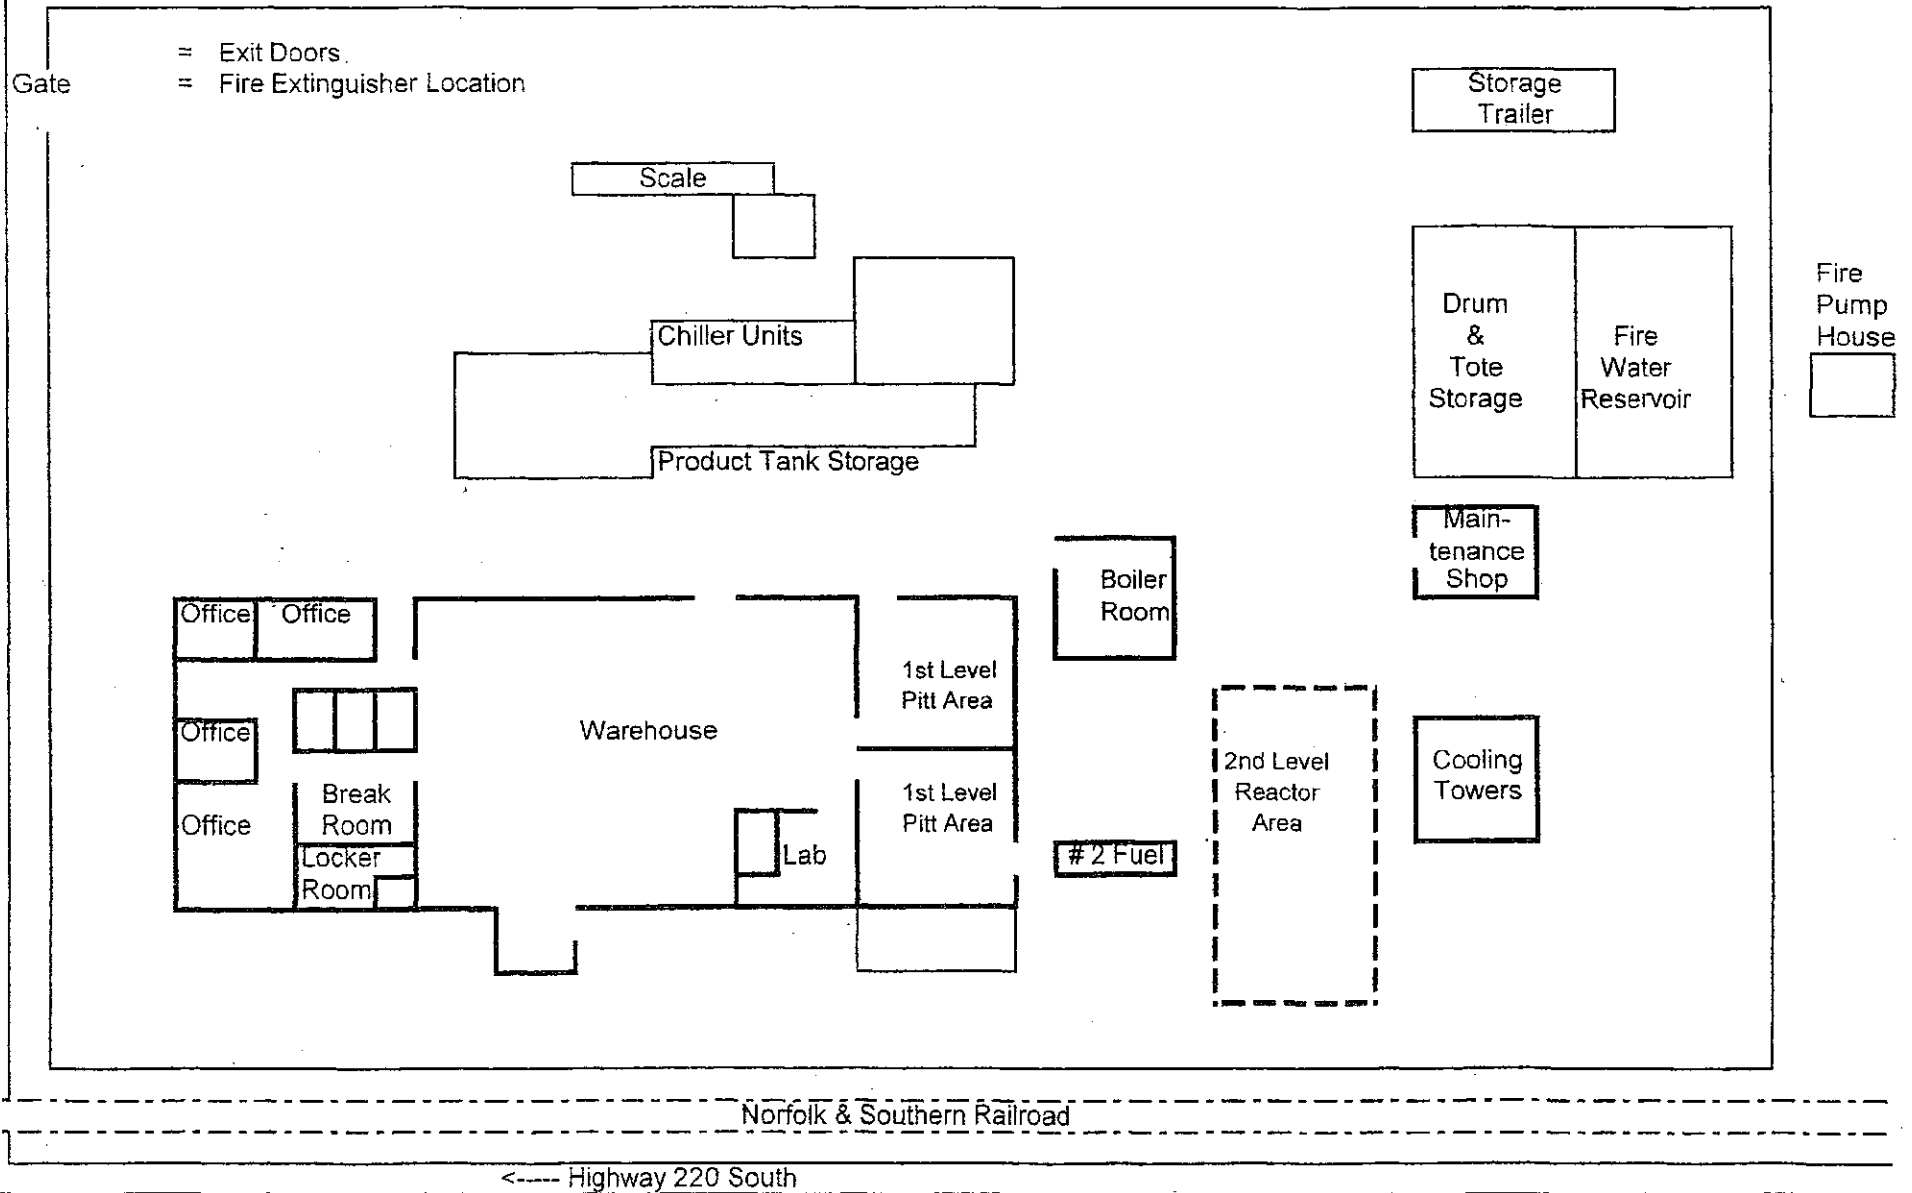 = Exit Doors
Gate
= Fire Extinguisher Location
Storage
Trailer
Scale
Fire
Pump
House
Chiller Units
Drum
&
Tote
Storage
Fire
Water
Reservoir
Product Tank Storage
Main-
tenance
Shop
Boiler
Room
Office
Office
1st Level
Pitt Area
Warehouse
Office
Break
Room
Office
1st Level
Pitt Area
2nd Level
Reactor
Area
Cooling
Towers
Locker
Room
Lab
# 2 Fuel
Norfolk & Southern Railroad
<----- Highway 220 South